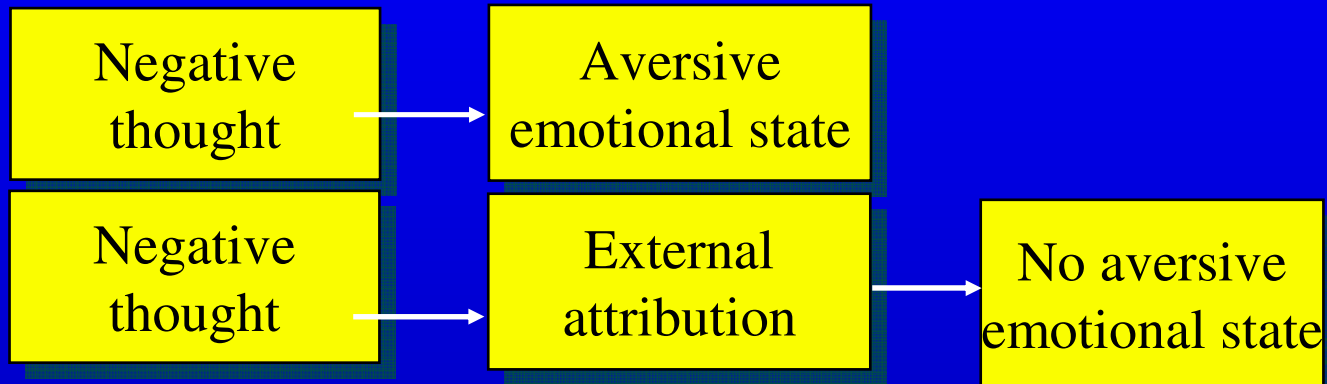 Negative
thought
Aversive
emotional state
Negative
thought
External
attribution
No aversive
emotional state